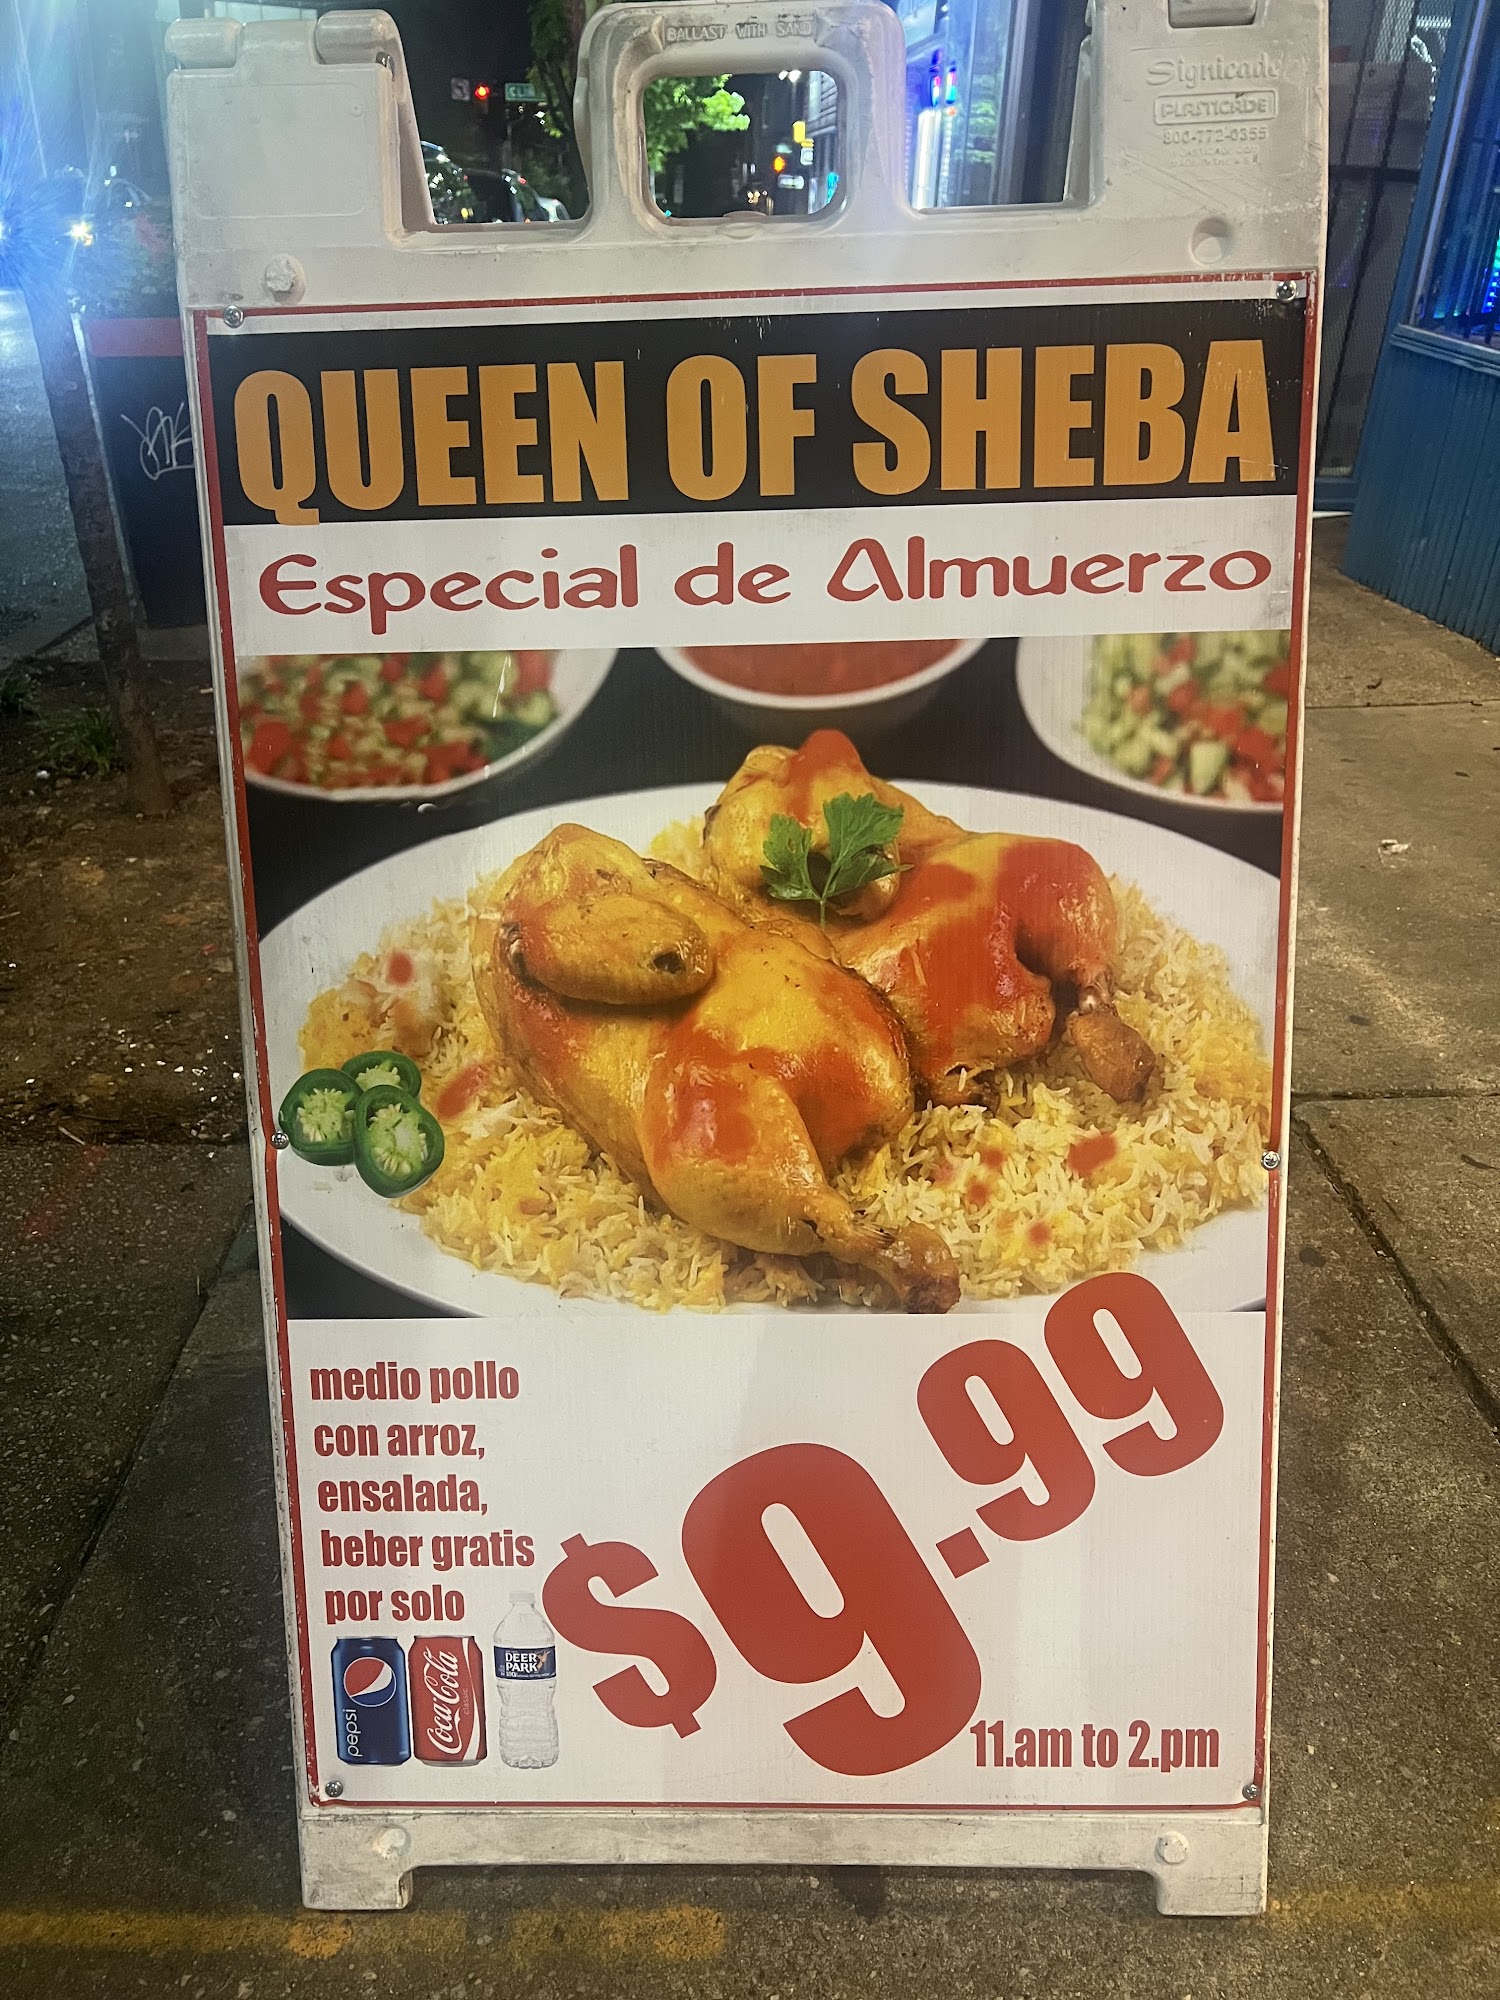 BALLAST WITH SAND
Signicade
PLASTICADE
800-772-0355
QUEEN OF SHEBA
Especial de Almuerzo
medio pollo
con arroz,
ensalada,
beber gratis
por solo
$9.99
pepsi
Coca-Cola
classic
DEER
PARK
11.am to 2.pm